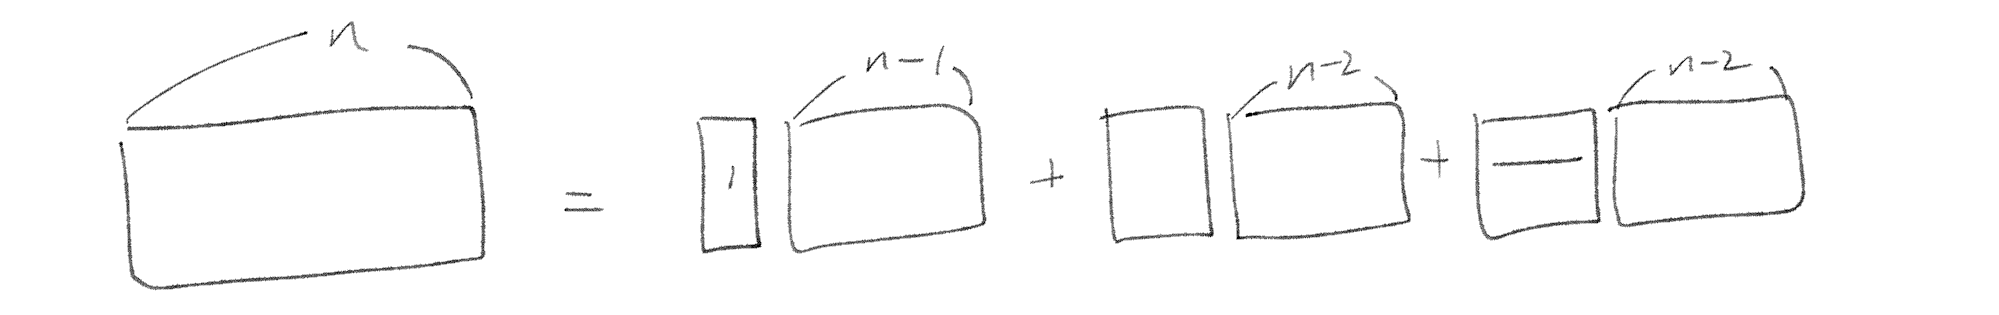 n n-1 n-2 n-2
= 1 + +